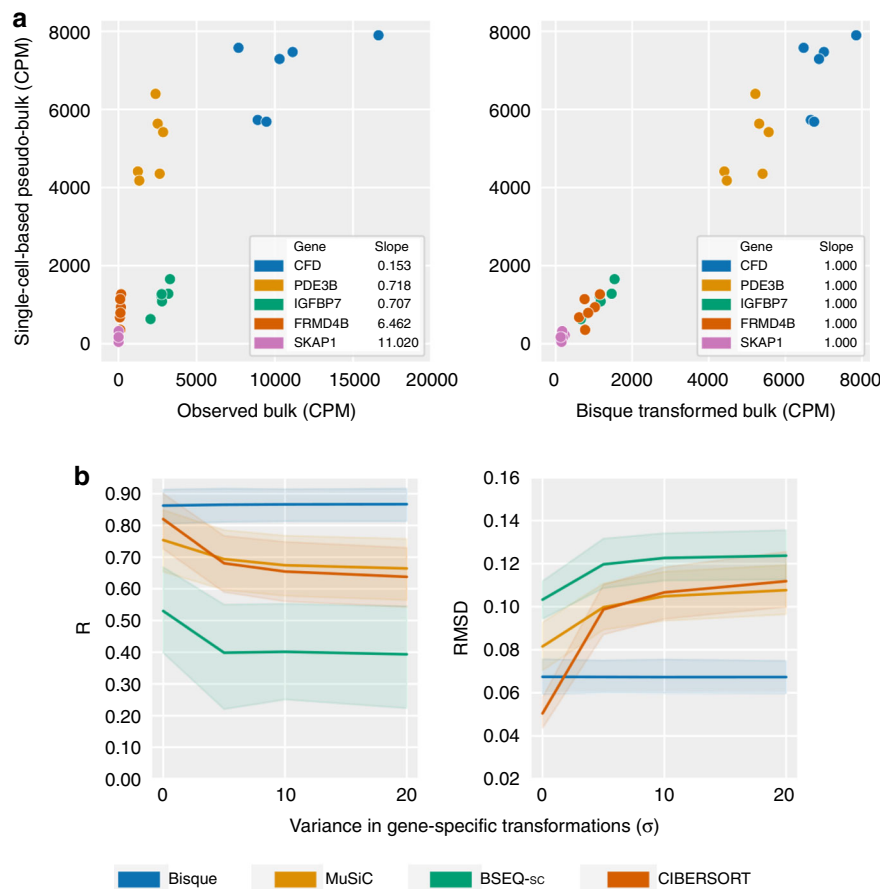 a
Single-cell-based pseudo-bulk (CPM)
8000
6000
4000
2000
0
Gene Slope
CFD 0.153
PDE3B 0.718
IGFBP7 0.707
FRMD4B 6.462
SKAP1 11.020
0 5000 10000 15000 20000
Observed bulk (CPM)
8000
6000
4000
2000
0
Gene Slope
CFD 1.000
PDE3B 1.000
IGFBP7 1.000
FRMD4B 1.000
SKAP1 1.000
0 2000 4000 6000 8000
Bisque transformed bulk (CPM)
b
R
0.90
0.80
0.70
0.60
0.50
0.40
0.30
0.20
0.10
0.00
0 10 20
RMSD
0.16
0.14
0.12
0.10
0.08
0.06
0.04
0.02
0 10 20
Variance in gene-specific transformations (σ)
Bisque MuSiC BSEQ-sc CIBERSORT